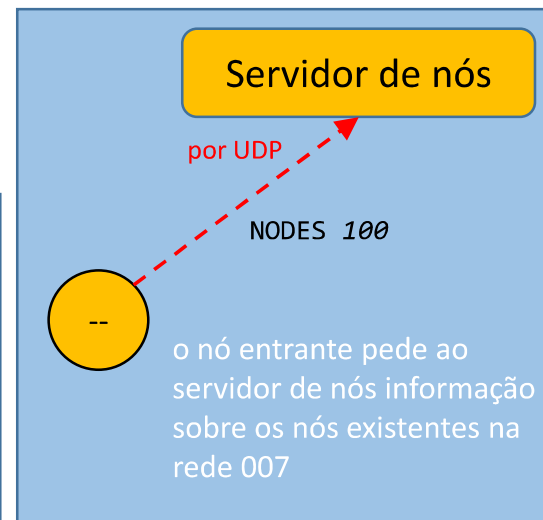 Servidor de nós
por UDP
NODES 100
--
o nó entrante pede ao
servidor de nós informação
sobre os nós existentes na
rede 007